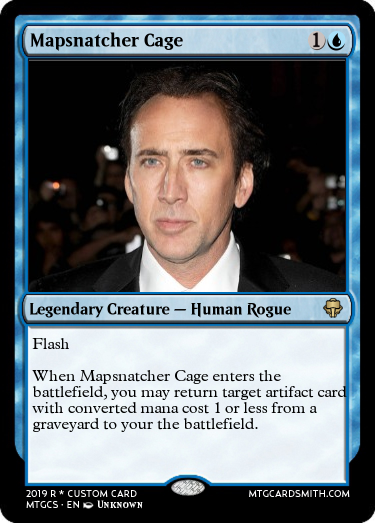 Mapsnatcher Cage 1
Legendary Creature — Human Rogue
Flash
When Mapsnatcher Cage enters the
battlefield, you may return target artifact card
with converted mana cost 1 or less from a
graveyard to your the battlefield.
2019 R * CUSTOM CARD
MTGCS · EN UNKNOWN
MTGCARDSMITH.COM